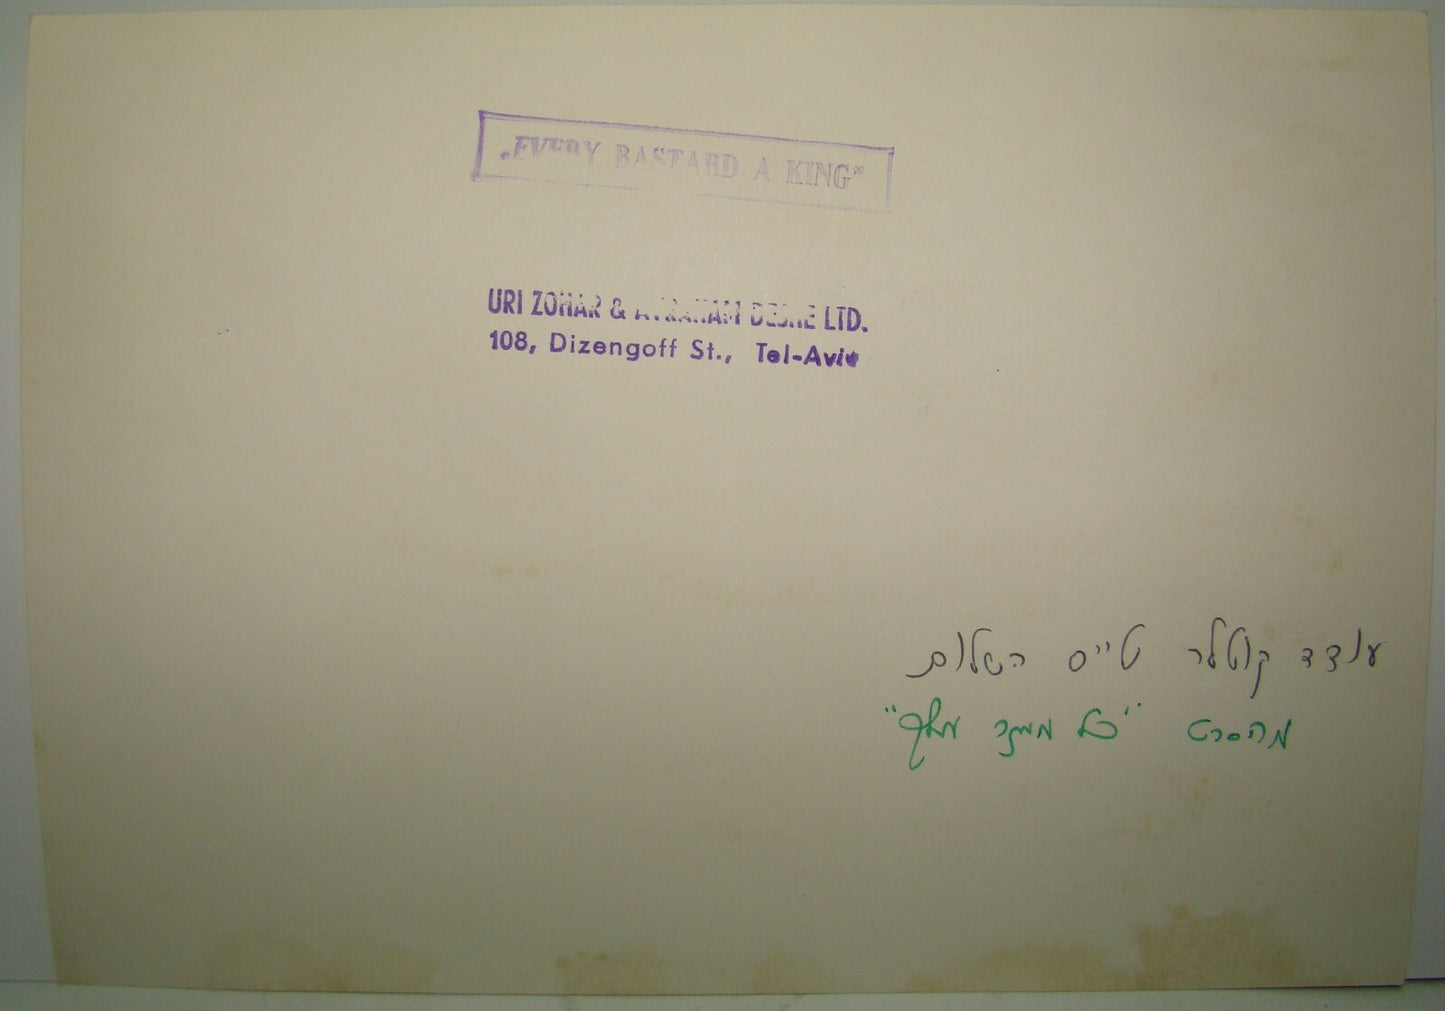 „EVERY BASTARD A KING"
URI ZOHAR & AVRAHAM DESHE LTD.
108, Dizengoff St., Tel-Aviv
עודד קוטלר טייס השלום
מהסרט "כל ממזר מלך"